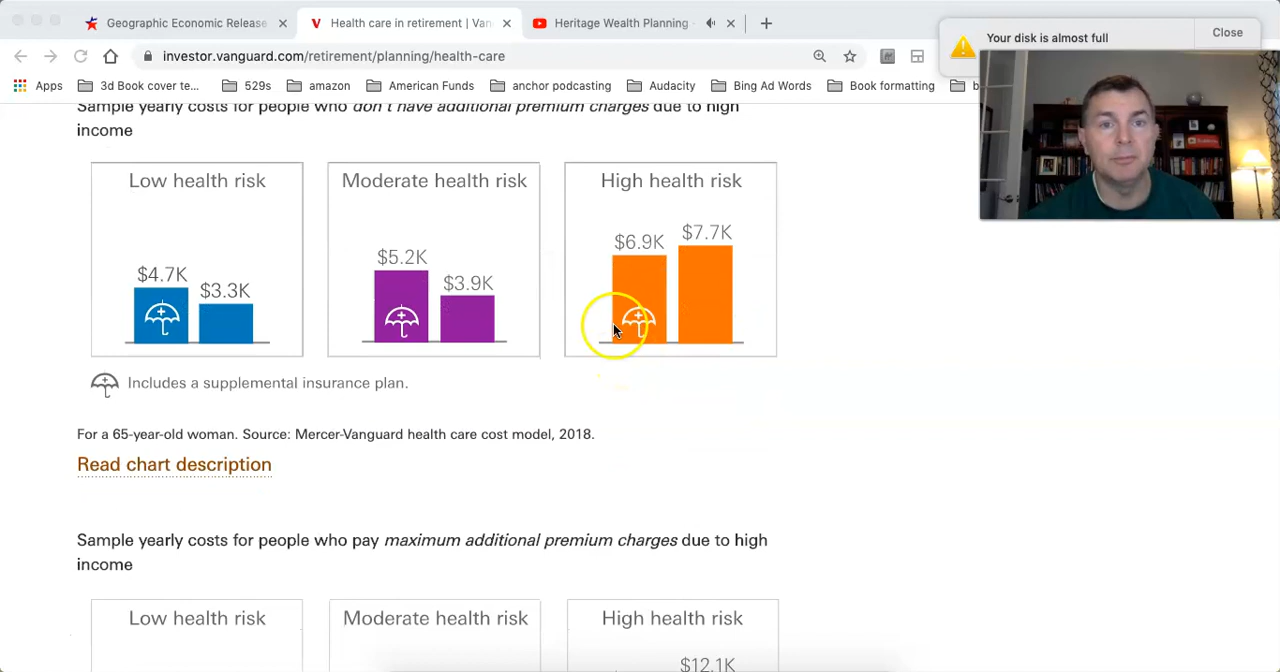 Geographic Economic Release
Health care in retirement | Van
Heritage Wealth Planning
investor.vanguard.com/retirement/planning/health-care
Your disk is almost full
Close
Apps
3d Book cover te...
529s
amazon
American Funds
anchor podcasting
Audacity
Bing Ad Words
Book formatting
Sample yearly costs for people who don't have additional premium charges due to high
income
Low health risk
$4.7K
$3.3K
Moderate health risk
$5.2K
$3.9K
High health risk
$6.9K
$7.7K
Includes a supplemental insurance plan.
For a 65-year-old woman. Source: Mercer-Vanguard health care cost model, 2018.
Read chart description
Sample yearly costs for people who pay maximum additional premium charges due to high
income
Low health risk
Moderate health risk
High health risk
$12.1K